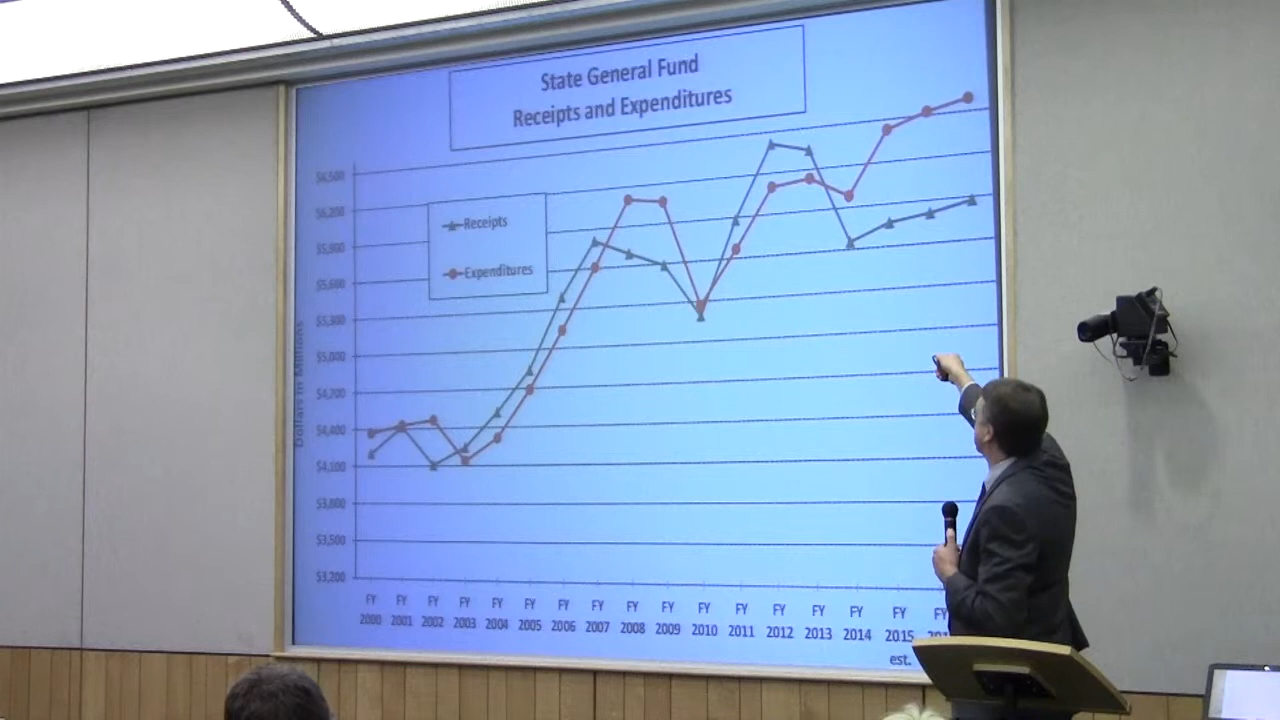 State General Fund
Receipts and Expenditures
$6,500
$6,200
$5,900
$5,600
$5,300
$5,000
$4,700
$4,400
$4,100
$3,800
$3,500
$3,200
Dollars in Millions
Receipts
Expenditures
FY FY FY FY FY FY FY FY FY FY FY FY FY FY FY FY FY
2000 2001 2002 2003 2004 2005 2006 2007 2008 2009 2010 2011 2012 2013 2014 2015
est.